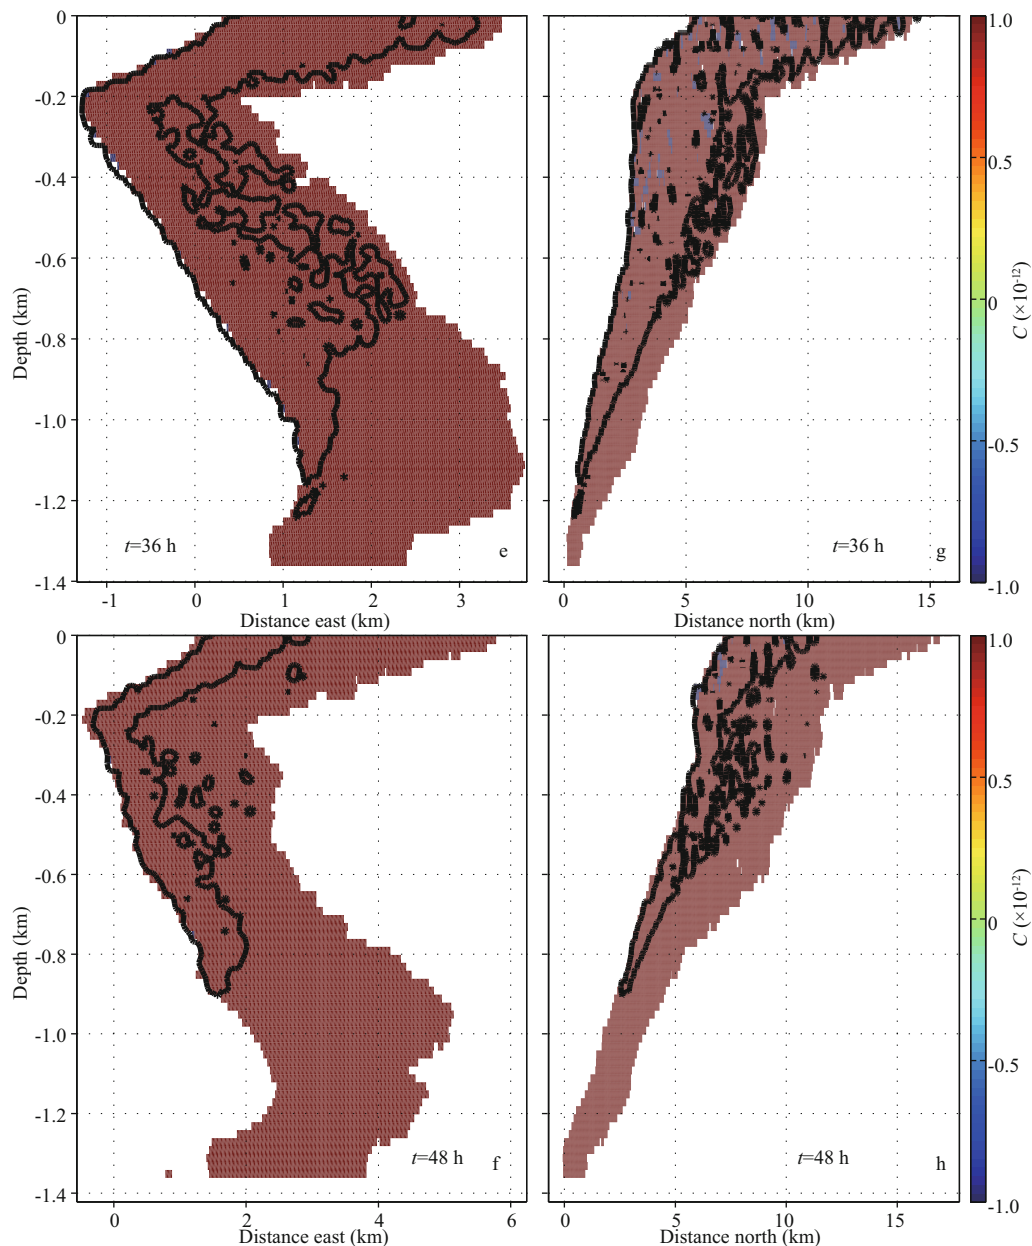 0
-0.2
-0.4
-0.6
-0.8
-1.0
-1.2
-1.4
Depth (km)
t=36 h
e
-1
0
1
2
3
Distance east (km)
t=36 h
g
0
5
10
15
Distance north (km)
1.0
0.5
0
-0.5
-1.0
C (×10-12)
0
-0.2
-0.4
-0.6
-0.8
-1.0
-1.2
-1.4
Depth (km)
t=48 h
f
0
2
4
6
Distance east (km)
t=48 h
h
0
5
10
15
Distance north (km)
1.0
0.5
0
-0.5
-1.0
C (×10-12)